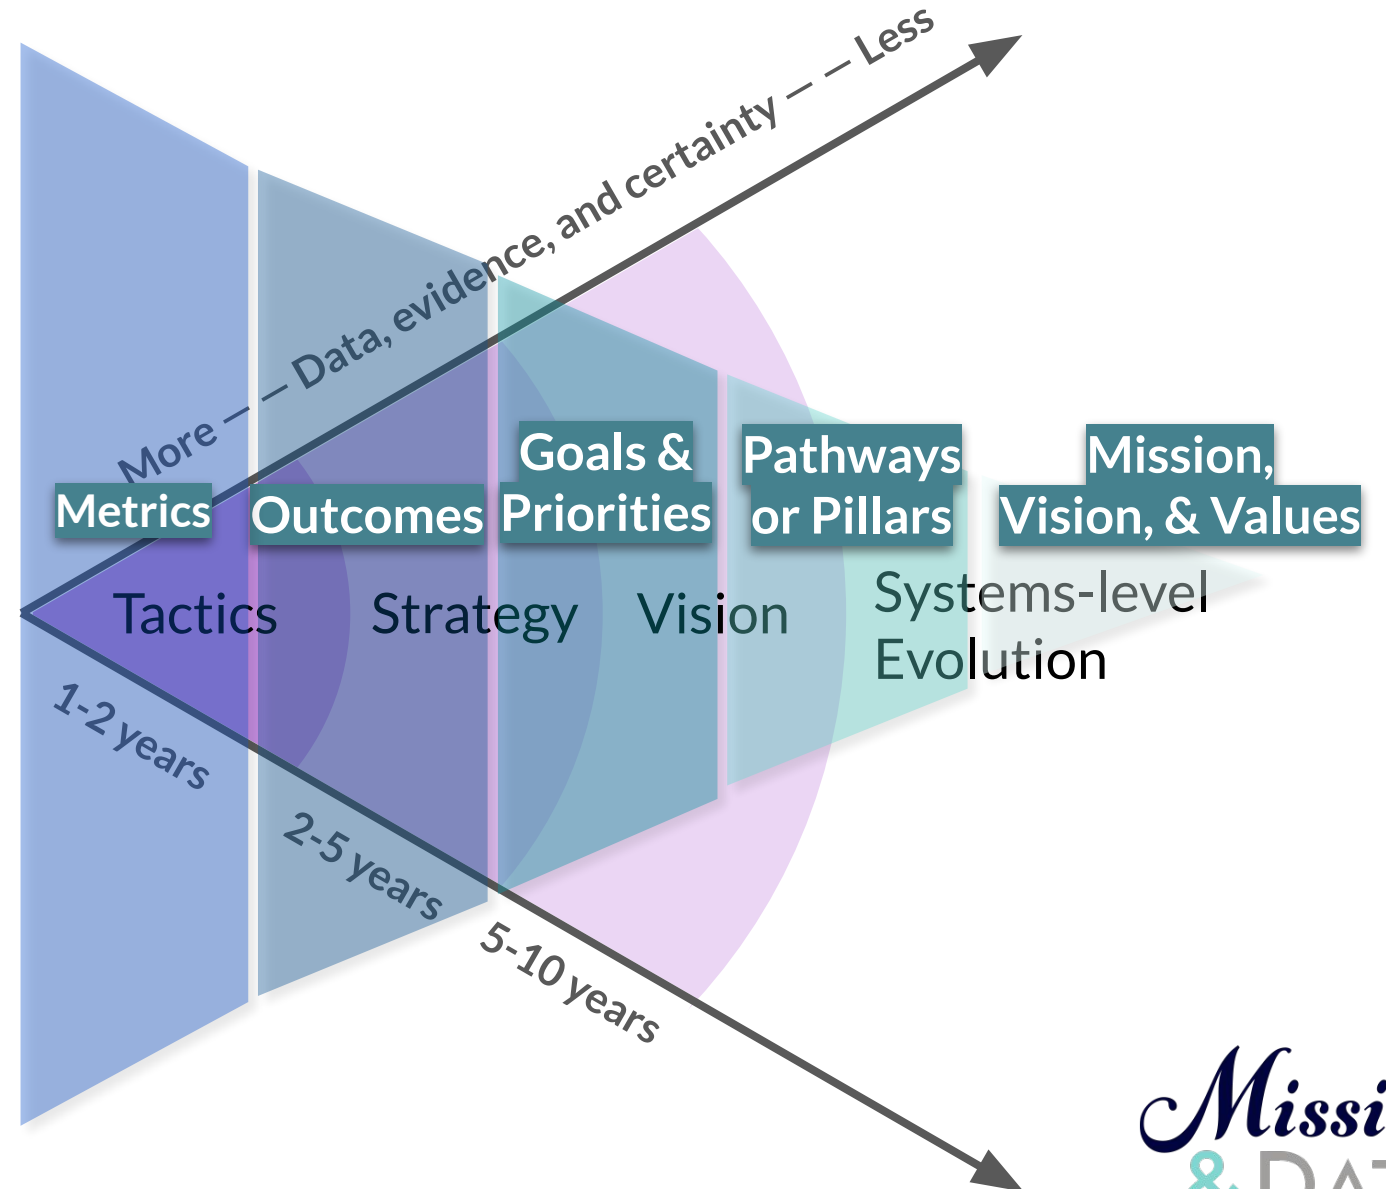 More — — Data, evidence, and certainty — — Less
Metrics
Outcomes
Goals &
Priorities
Pathways
or Pillars
Mission,
Vision, & Values
Tactics
Strategy
Vision
Systems-level
Evolution
1-2 years
2-5 years
5-10 years
Missi
& DAT